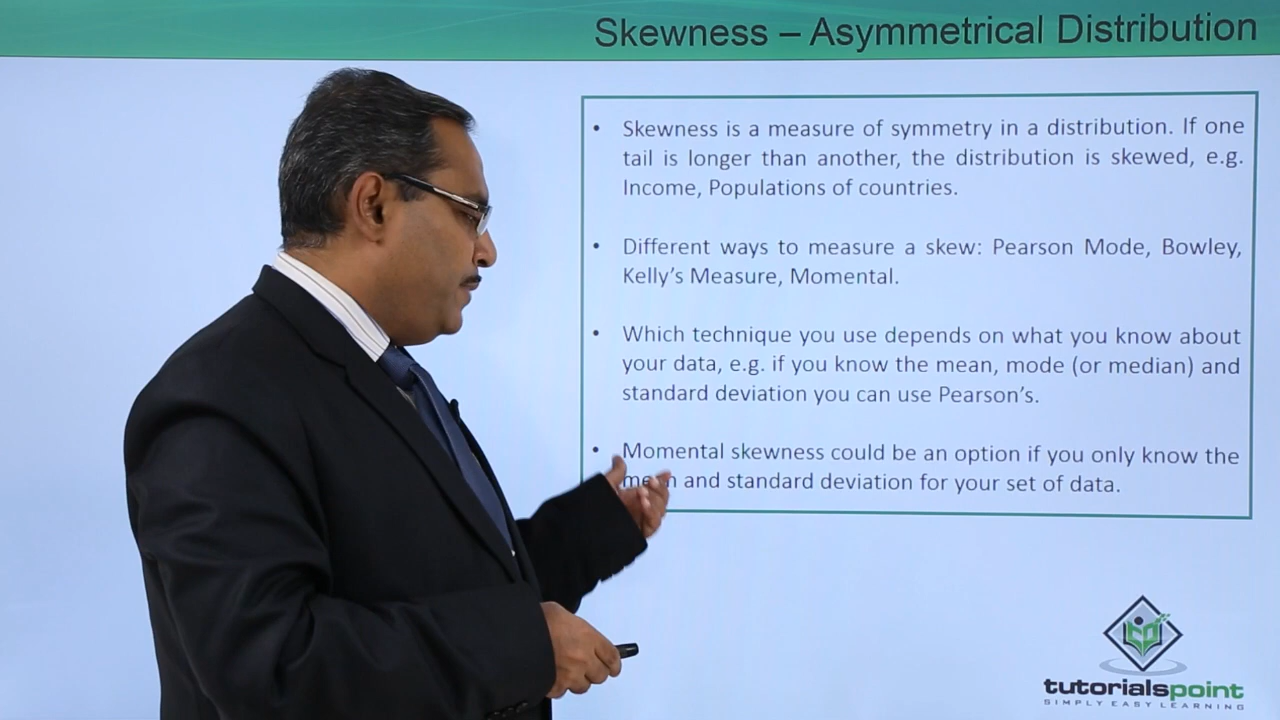 Skewness – Asymmetrical Distribution
• Skewness is a measure of symmetry in a distribution. If one
tail is longer than another, the distribution is skewed, e.g.
Income, Populations of countries.
• Different ways to measure a skew: Pearson Mode, Bowley,
Kelly's Measure, Momental.
• Which technique you use depends on what you know about
your data, e.g. if you know the mean, mode (or median) and
standard deviation you can use Pearson's.
• Momental skewness could be an option if you only know the
mean and standard deviation for your set of data.
tutorialspoint
SIMPLY EASY LEARNING